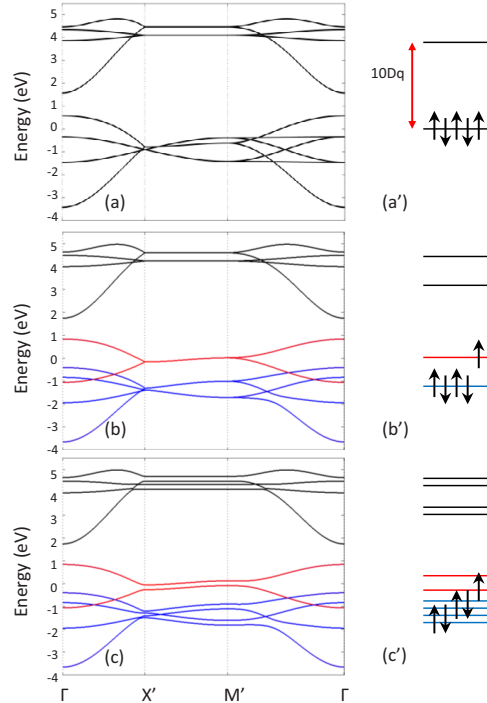 5
4
3
2
1
0
-1
-2
-3
-4
Energy (eV)
(a)
10Dq
(a')
5
4
3
2
1
0
-1
-2
-3
-4
Energy (eV)
(b)
(b')
5
4
3
2
1
0
-1
-2
-3
-4
Energy (eV)
(c)
(c')
Γ X' M' Γ